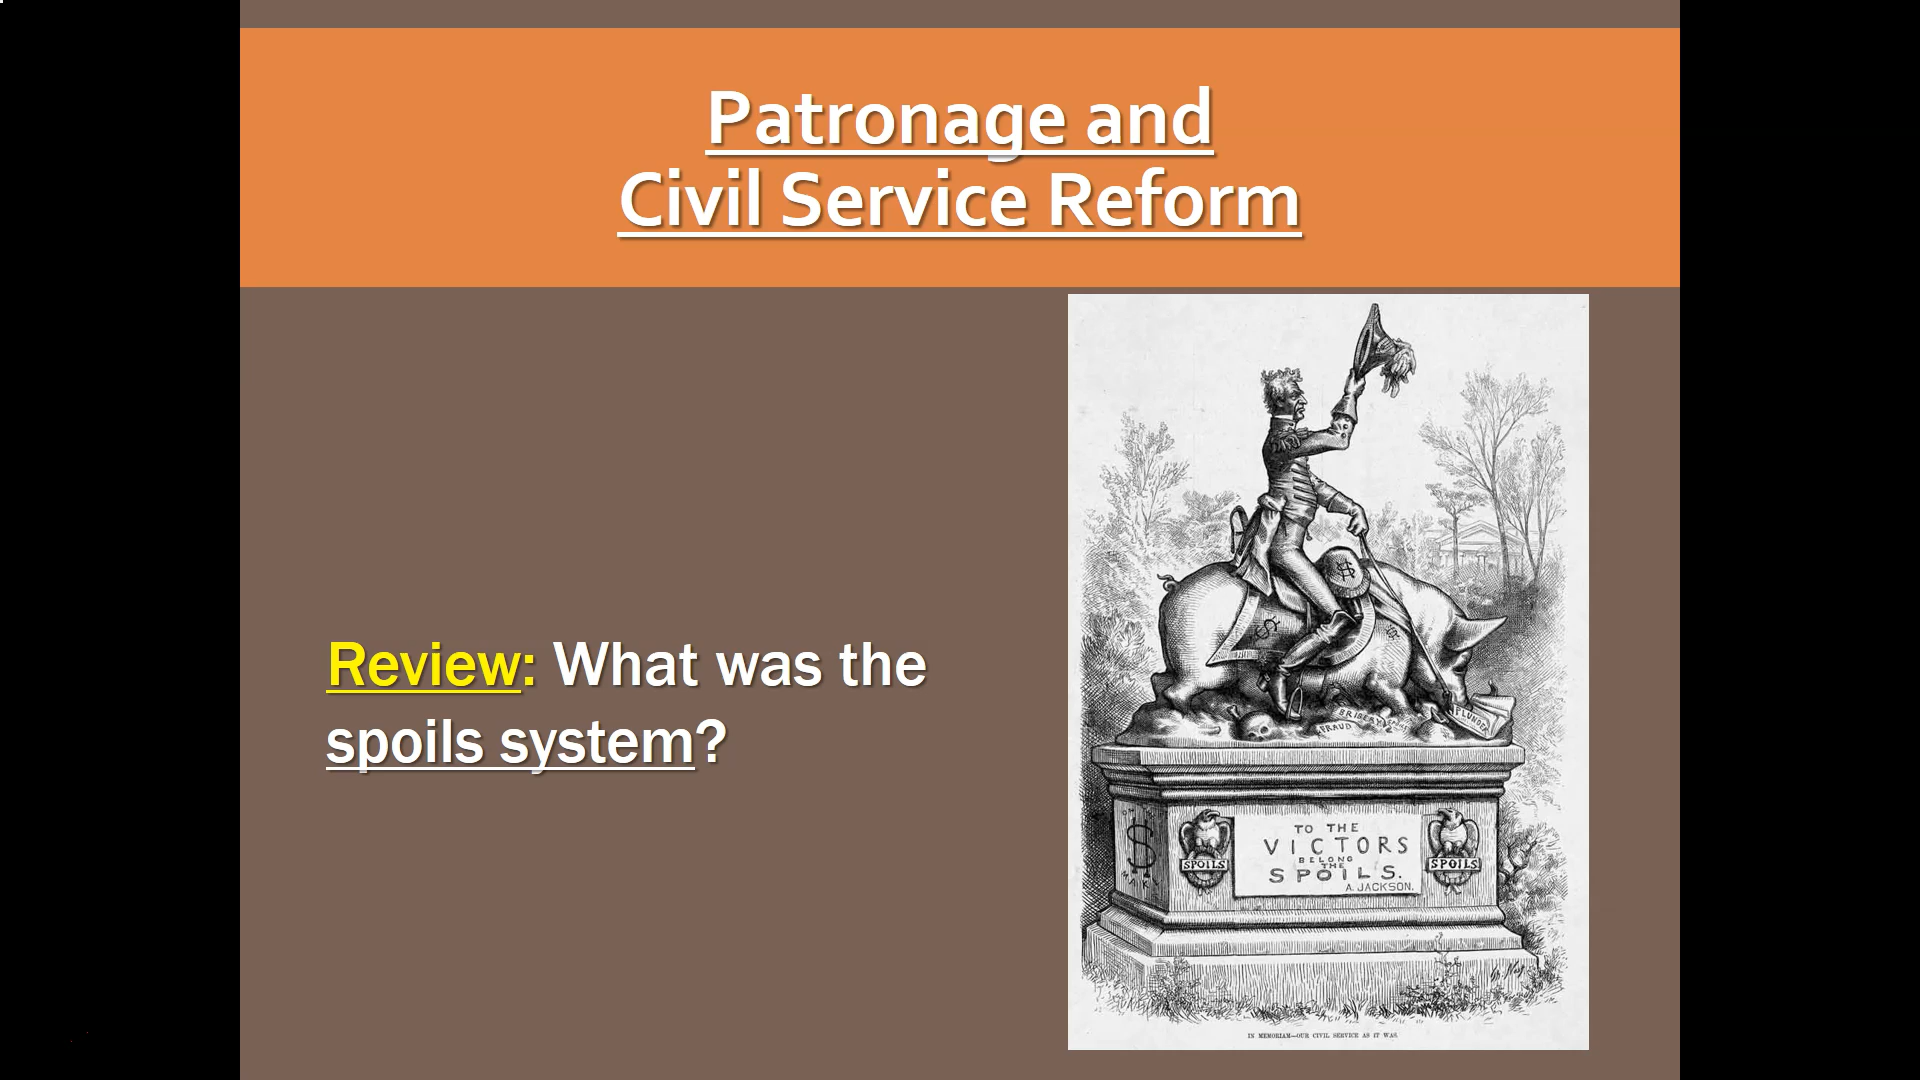 Patronage and
Civil Service Reform
Review: What was the
spoils system?
BRIBERY
FRAUD
PLUNDER
SPOILS
TO THE
VICTORS
BELONG
THE
SPOILS.
A. JACKSON.
SPOILS
IN MEMORIAM—OUR CIVIL SERVICE AS IT WAS.